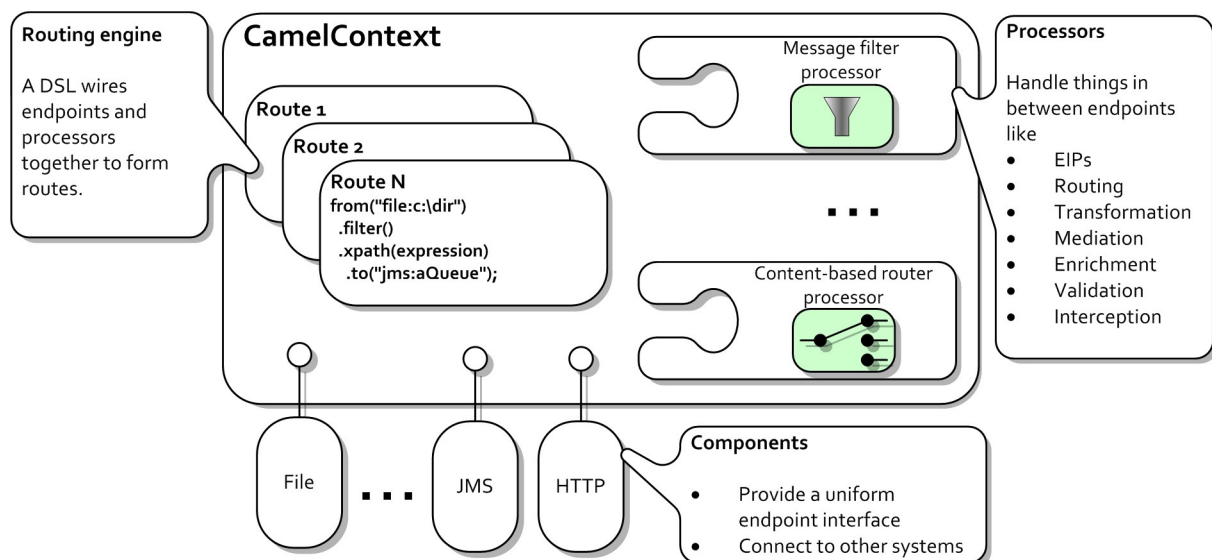 Routing engine
A DSL wires
endpoints and
processors
together to form
routes.
CamelContext
Route 1
Route 2
Route N
from("file:c:\dir")
.filter()
.xpath(expression)
.to("jms:aQueue");
Message filter
processor
...
Content-based router
processor
Processors
Handle things in
between endpoints
like
• EIPs
• Routing
• Transformation
• Mediation
• Enrichment
• Validation
• Interception
File
...
JMS
HTTP
Components
• Provide a uniform
endpoint interface
• Connect to other systems